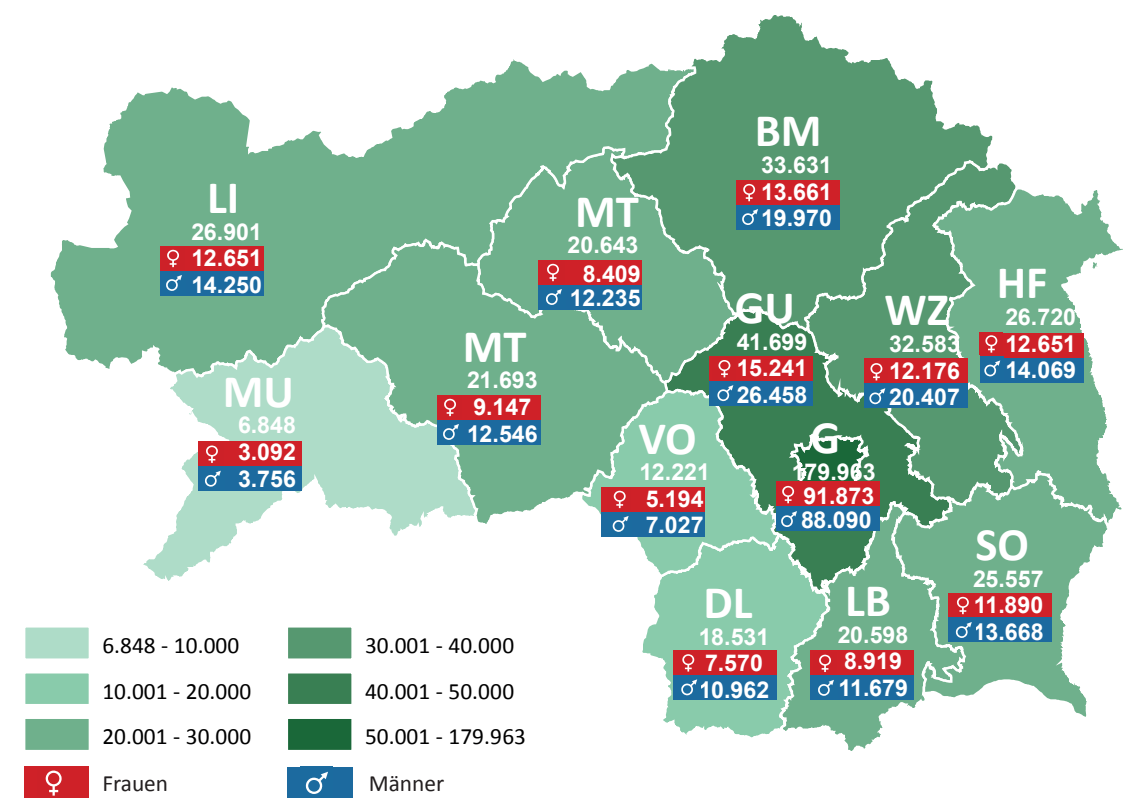 BM
33.631
♀ 13.661
♂ 19.970
LI
26.901
♀ 12.651
♂ 14.250
MT
20.643
♀ 8.409
♂ 12.235
HF
26.720
♀ 12.651
♂ 14.069
GU
41.699
♀ 15.241
♂ 26.458
WZ
32.583
♀ 12.176
♂ 20.407
MT
21.693
♀ 9.147
♂ 12.546
MU
6.848
♀ 3.092
♂ 3.756
VO
12.221
♀ 5.194
♂ 7.027
G
179.963
♀ 91.873
♂ 88.090
SO
25.557
♀ 11.890
♂ 13.668
DL
18.531
♀ 7.570
♂ 10.962
LB
20.598
♀ 8.919
♂ 11.679
6.848 - 10.000
10.001 - 20.000
20.001 - 30.000
30.001 - 40.000
40.001 - 50.000
50.001 - 179.963
♀ Frauen
♂ Männer